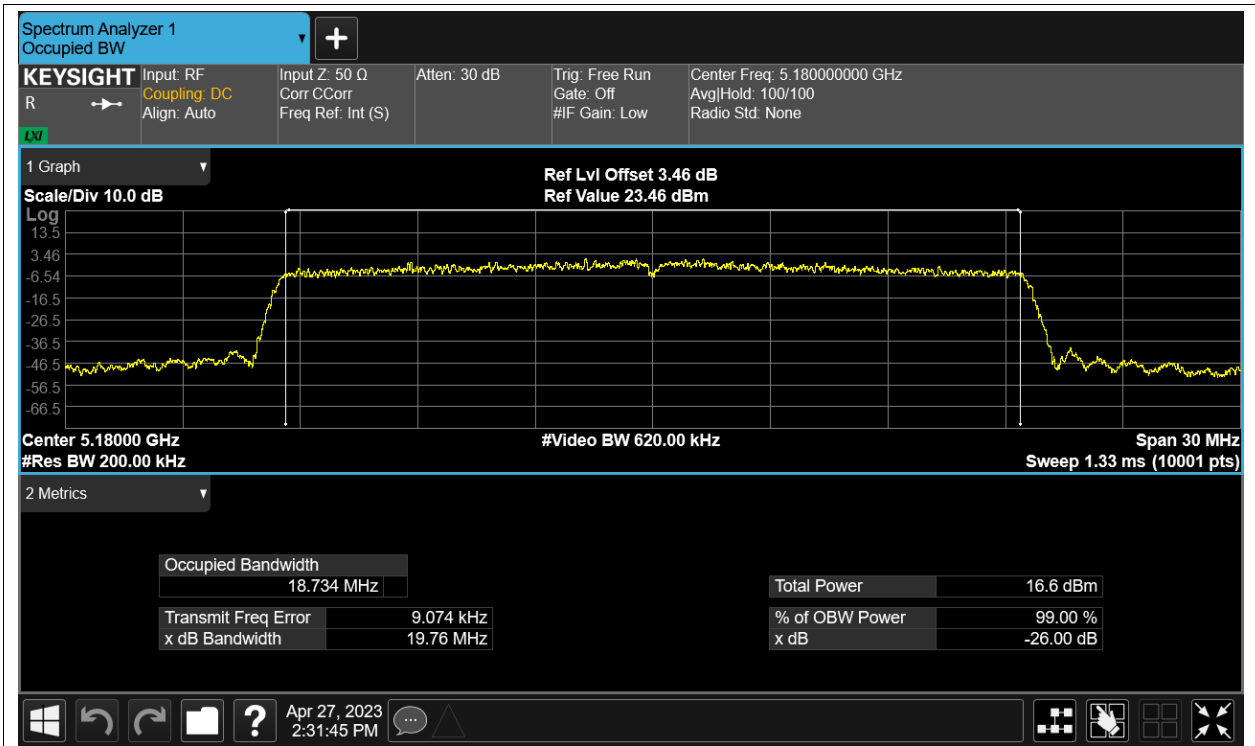 Spectrum Analyzer 1
Occupied BW
KEYSIGHT
R
LXI
Input: RF
Coupling: DC
Align: Auto
Input Z: 50 Ω
Corr CCorr
Freq Ref: Int (S)
Atten: 30 dB
Trig: Free Run
Gate: Off
#IF Gain: Low
Center Freq: 5.180000000 GHz
Avg|Hold: 100/100
Radio Std: None
1 Graph
Scale/Div 10.0 dB
Ref Lvl Offset 3.46 dB
Ref Value 23.46 dBm
Log
13.5
3.46
-6.54
-16.5
-26.5
-36.5
-46.5
-56.5
-66.5
Center 5.18000 GHz
#Res BW 200.00 kHz
#Video BW 620.00 kHz
Span 30 MHz
Sweep 1.33 ms (10001 pts)
2 Metrics
Occupied Bandwidth
18.734 MHz
Transmit Freq Error 9.074 kHz
x dB Bandwidth 19.76 MHz
Total Power 16.6 dBm
% of OBW Power 99.00 %
x dB -26.00 dB
?
Apr 27, 2023
2:31:45 PM